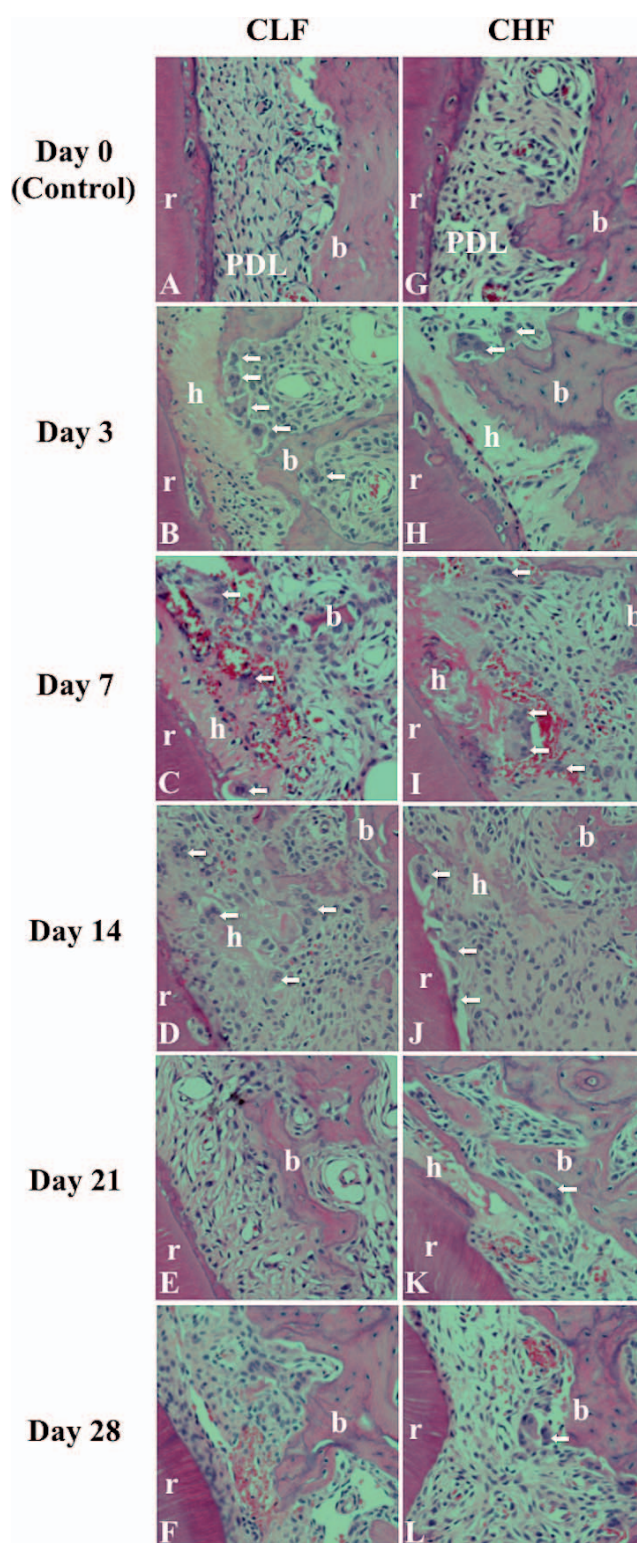 CLF CHF
Day 0
(Control)
r PDL b A
r PDL b G
Day 3
h b r B
b h r H
Day 7
b h r C
b h r I
Day 14
b h r D
b h r J
Day 21
b r E
b h r K
Day 28
b r F
b r L